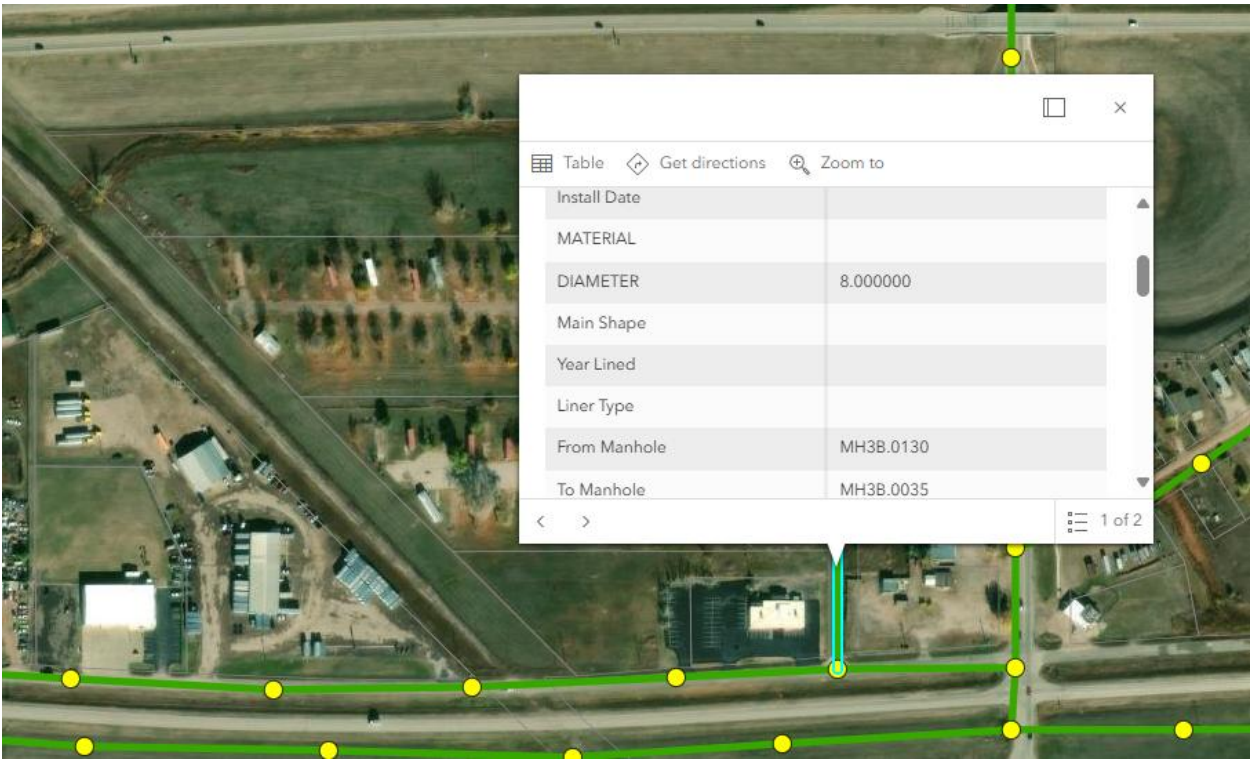 Table Get directions Zoom to
Install Date
MATERIAL
DIAMETER 8.000000
Main Shape
Year Lined
Liner Type
From Manhole MH3B.0130
To Manhole MH3B.0035
1 of 2